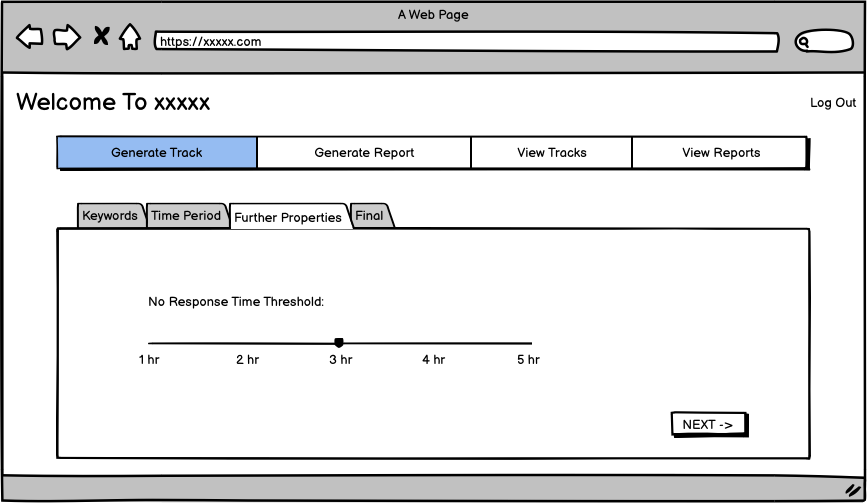 A Web Page
https://xxxxx.com
Welcome To xxxxx
Log Out
Generate Track Generate Report View Tracks View Reports
Keywords Time Period Further Properties Final
No Response Time Threshold:
1 hr 2 hr 3 hr 4 hr 5 hr
NEXT ->